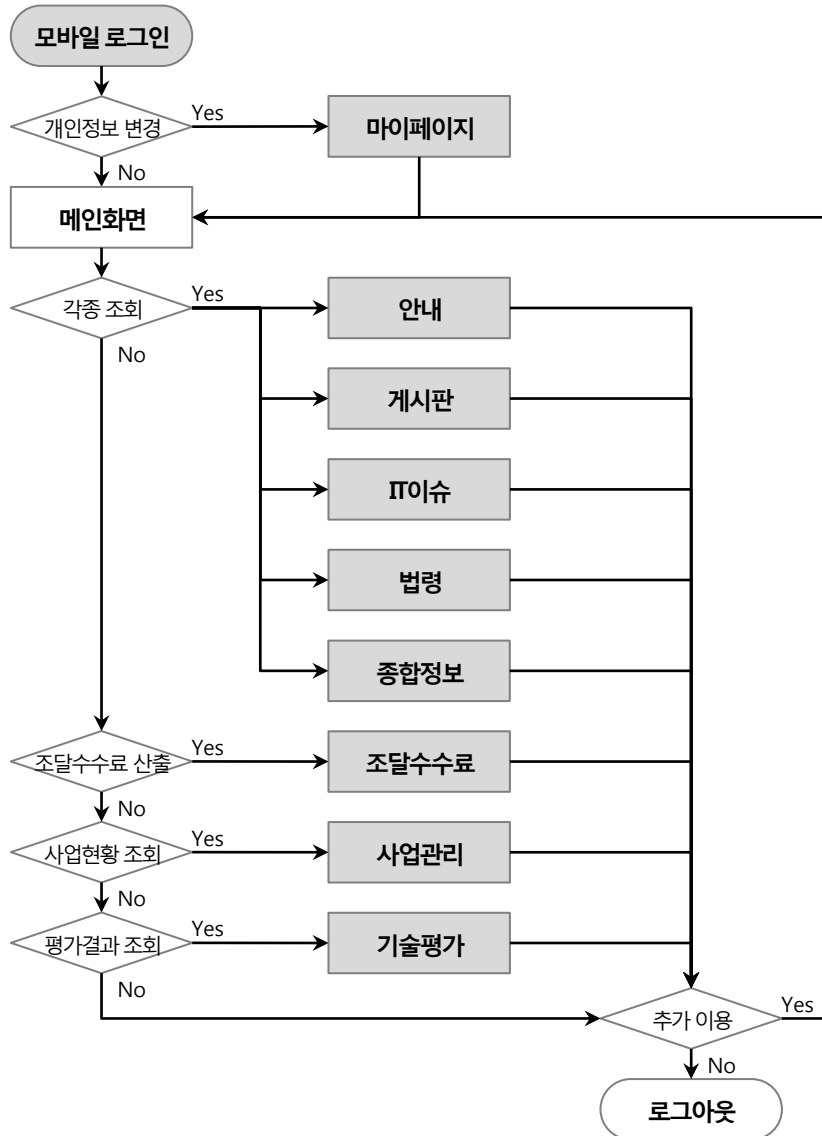 모바일 로그인
개인정보 변경
Yes
마이페이지
No
메인화면
각종 조회
Yes
안내
No
게시판
IT이슈
법령
종합정보
조달수수료 산출
Yes
조달수수료
No
사업현황 조회
Yes
사업관리
No
평가결과 조회
Yes
기술평가
No
추가 이용
Yes
No
로그아웃